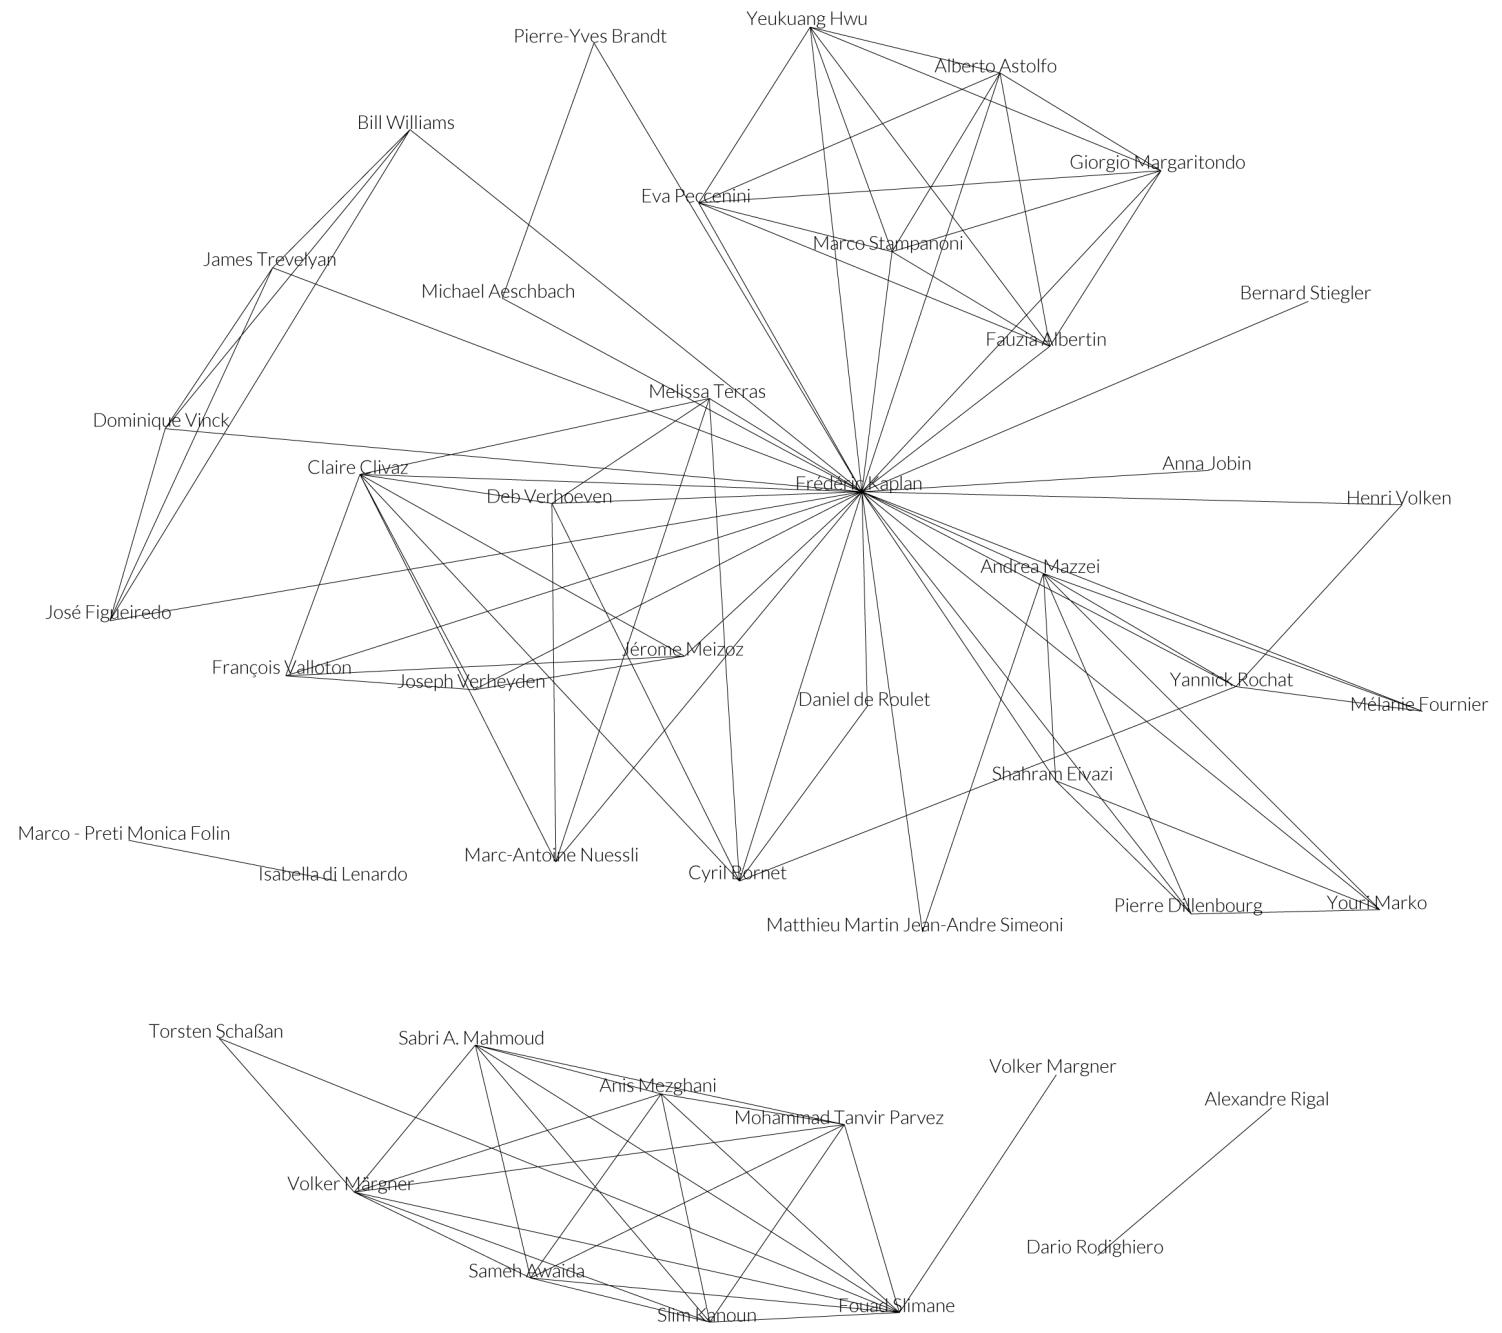 Yeukuang Hwu
Pierre-Yves Brandt
Alberto Astolfo
Bill Williams
Giorgio Margaritondo
Eva Peccenini
Marco Stampanoni
James Trevelyan
Michael Aeschbach
Bernard Stiegler
Fauzia Albertin
Melissa Terras
Dominique Vinck
Anna Jobin
Claire Clivaz
Frédéric Kaplan
Deb Verhoeven
Henri Volken
Andrea Mazzei
José Figueiredo
Jérome Meizoz
François Valloton
Joseph Verheyden
Yannick Rochat
Daniel de Roulet
Mélanie Fournier
Shahram Eivazi
Marco - Preti Monica Folin
Marc-Antoine Nuessli
Cyril Bornet
Isabella di Lenardo
Youri Marko
Pierre Dillenbourg
Matthieu Martin Jean-Andre Simeoni
Torsten Schaßan
Sabri A. Mahmoud
Volker Margner
Anis Mezghani
Alexandre Rigal
Mohammad Tanvir Parvez
Volker Märgner
Dario Rodighiero
Sameh Awaida
Fouad Slimane
Slim Kanoun